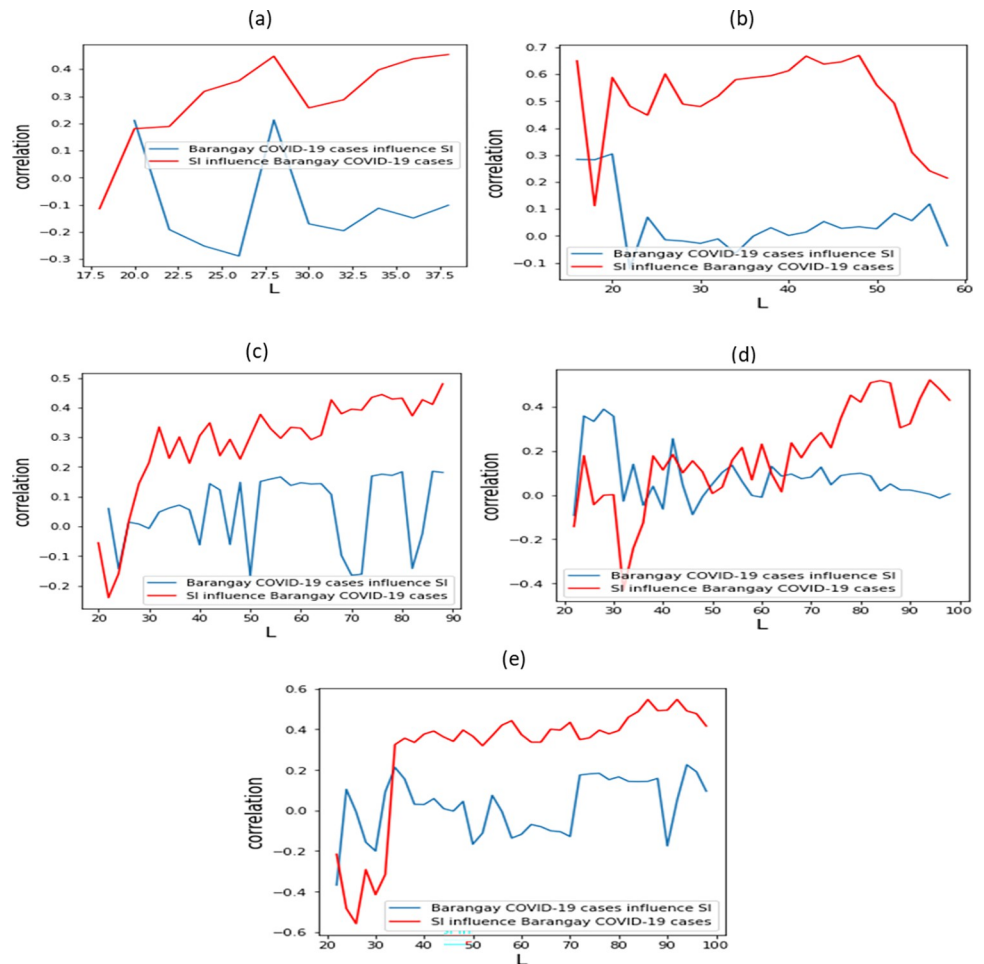 (a)
0.4
0.3
0.2
0.1
0.0
−0.1
−0.2
−0.3
correlation
Barangay COVID-19 cases influence SI
SI influence Barangay COVID-19 cases
17.5 20.0 22.5 25.0 27.5 30.0 32.5 35.0 37.5
L
(b)
0.7
0.6
0.5
0.4
0.3
0.2
0.1
0.0
−0.1
correlation
Barangay COVID-19 cases influence SI
SI influence Barangay COVID-19 cases
20 30 40 50 60
L
(c)
0.5
0.4
0.3
0.2
0.1
0.0
−0.1
−0.2
correlation
Barangay COVID-19 cases influence SI
SI influence Barangay COVID-19 cases
20 30 40 50 60 70 80 90
L
(d)
0.4
0.2
0.0
−0.2
−0.4
correlation
Barangay COVID-19 cases influence SI
SI influence Barangay COVID-19 cases
20 30 40 50 60 70 80 90 100
L
(e)
0.6
0.4
0.2
0.0
−0.2
−0.4
−0.6
correlation
Barangay COVID-19 cases influence SI
SI influence Barangay COVID-19 cases
20 30 40 50 60 70 80 90 100
L